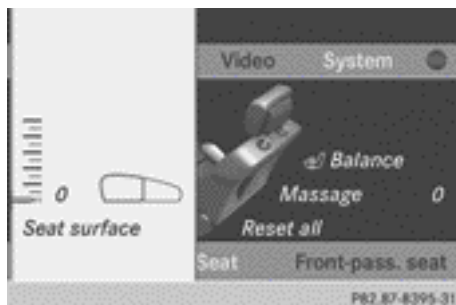 Video System
0
Balance
Massage 0
Seat surface
Reset all
Seat Front-pass. seat
P82.87-8395-31